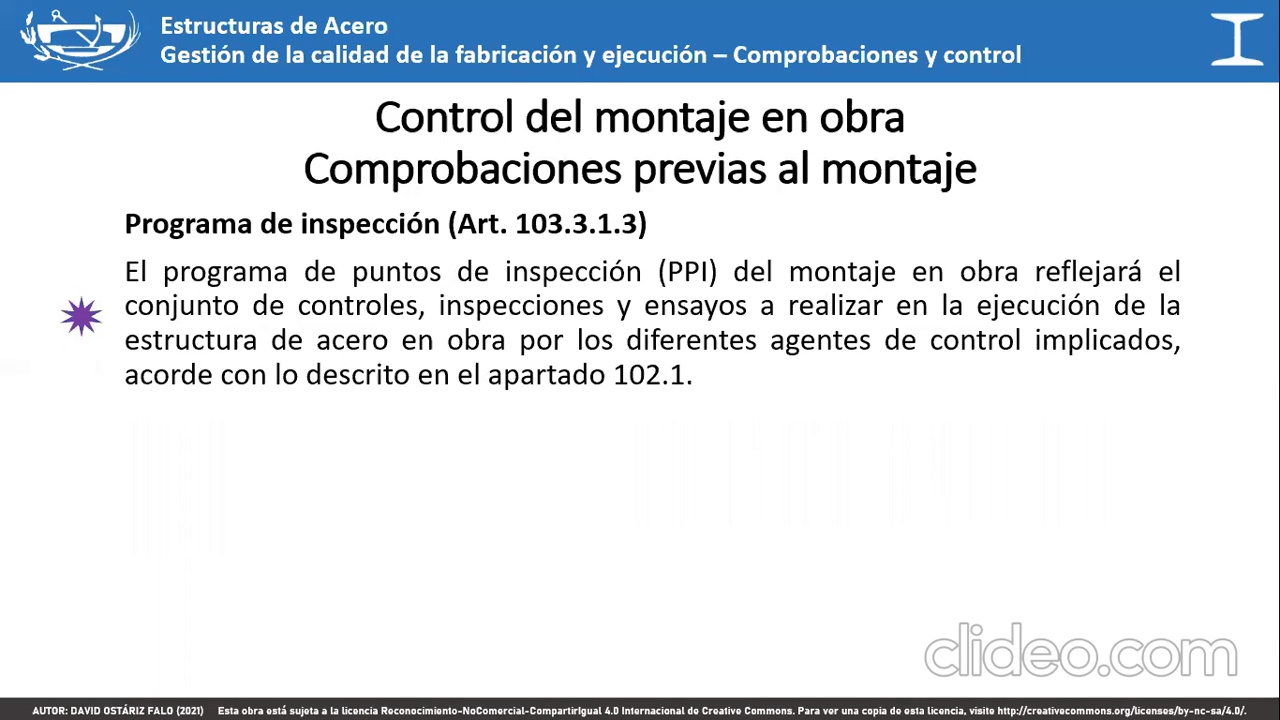 Estructuras de Acero
Gestión de la calidad de la fabricación y ejecución – Comprobaciones y control
Control del montaje en obra
Comprobaciones previas al montaje
Programa de inspección (Art. 103.3.1.3)
El programa de puntos de inspección (PPI) del montaje en obra reflejará el
conjunto de controles, inspecciones y ensayos a realizar en la ejecución de la
estructura de acero en obra por los diferentes agentes de control implicados,
acorde con lo descrito en el apartado 102.1.
clideo.com
AUTOR: DAVID OSTÁRIZ FALO (2021) Esta obra está sujeta a la licencia Reconocimiento-NoComercial-CompartirIgual 4.0 Internacional de Creative Commons. Para ver una copia de esta licencia, visite http://creativecommons.org/licenses/by-nc-sa/4.0/.